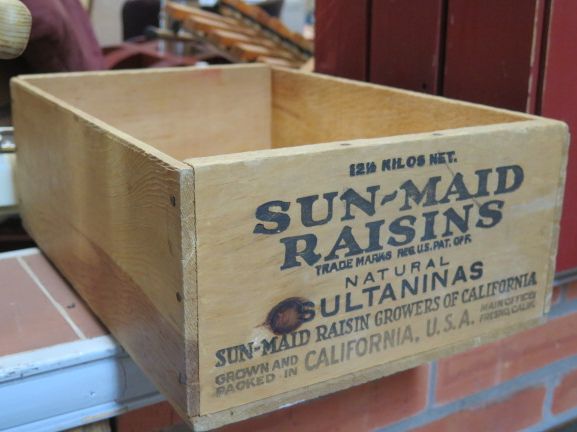 12½ KILOS NET.
SUN-MAID
RAISINS
TRADE MARKS REG. U.S. PAT. OFF.
NATURAL
SULTANINAS
SUN-MAID RAISIN GROWERS OF CALIFORNIA
GROWN AND
PACKED IN
CALIFORNIA, U.S.A.
MAIN OFFICE
FRESNO, CALIF.